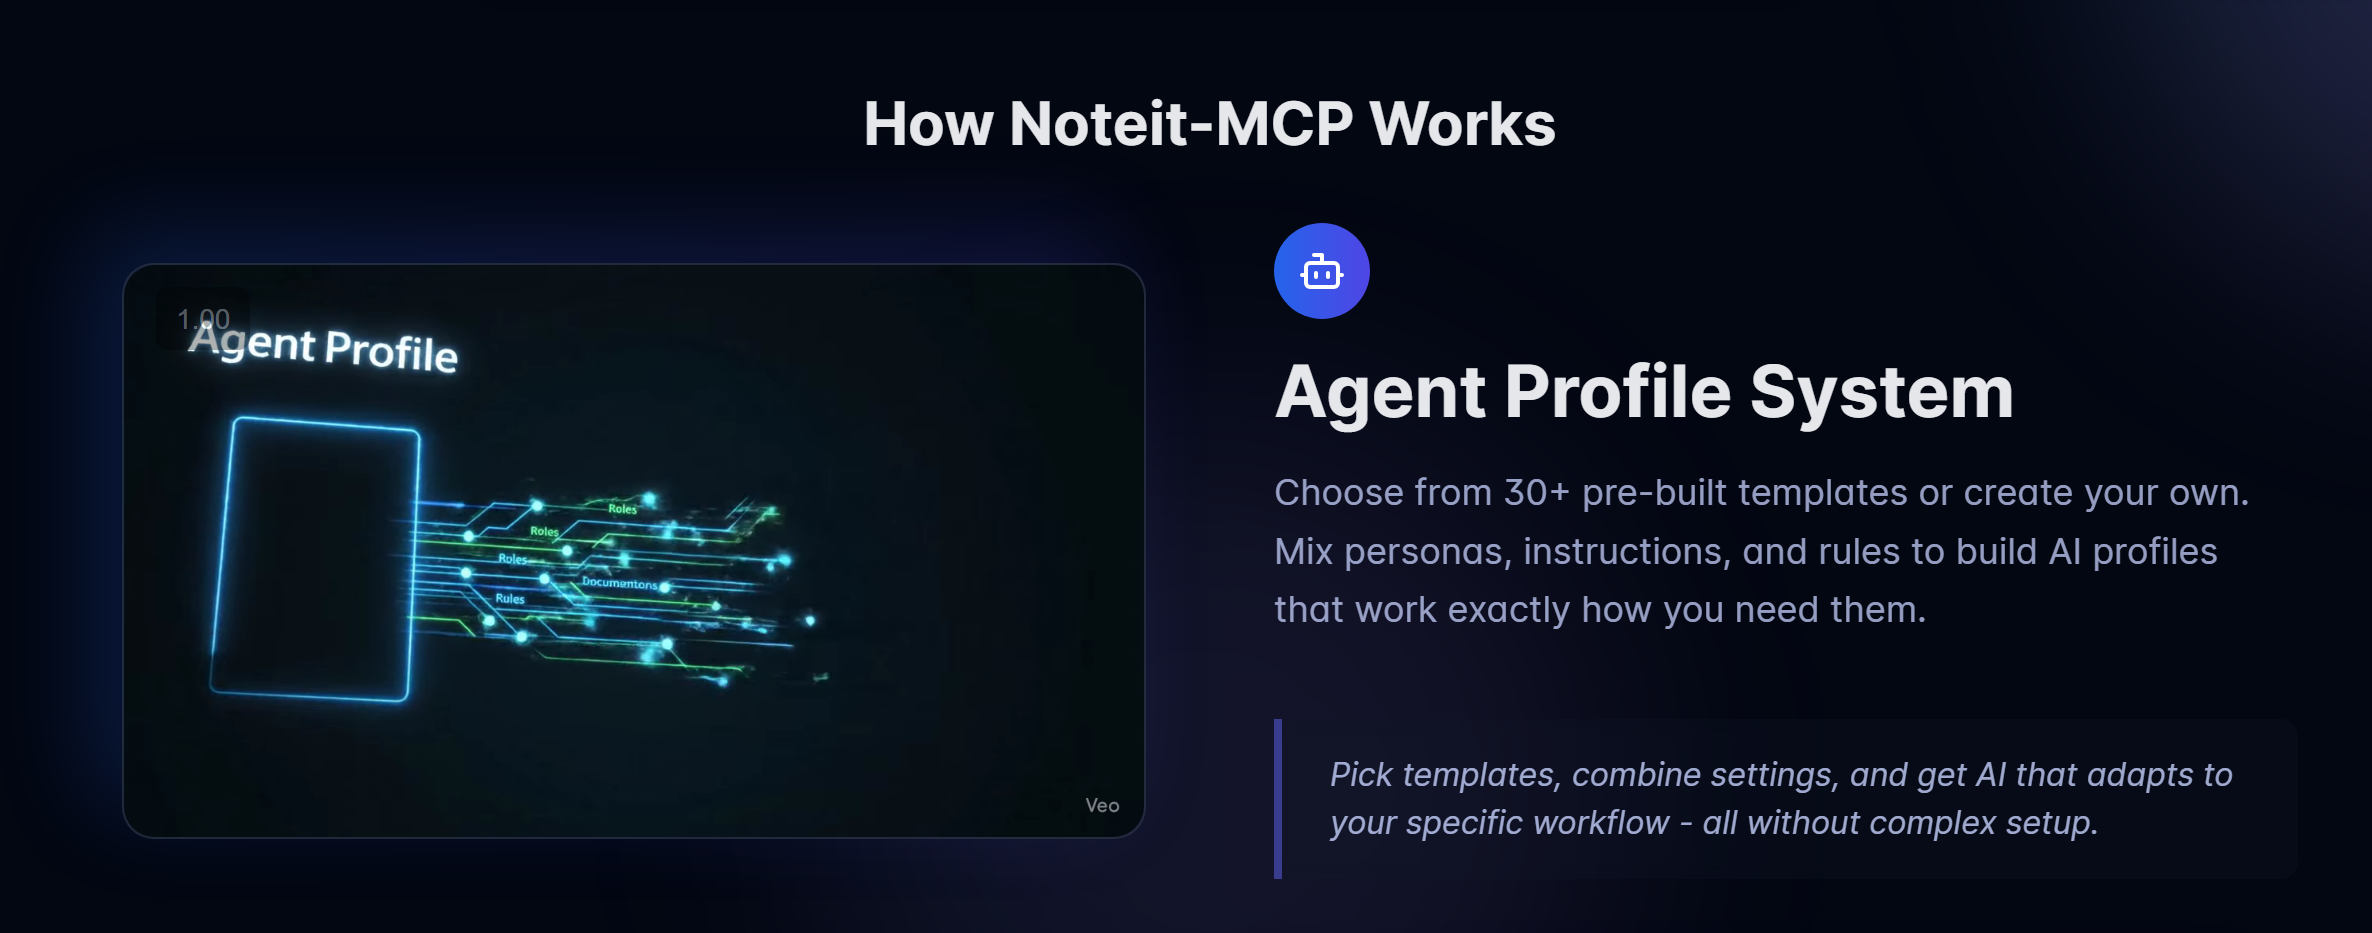 How Noteit-MCP Works
1.00
Agent Profile
Roles
Roles
Roles
Documentons
Rules
Veo
Agent Profile System
Choose from 30+ pre-built templates or create your own.
Mix personas, instructions, and rules to build AI profiles
that work exactly how you need them.
Pick templates, combine settings, and get AI that adapts to
your specific workflow - all without complex setup.